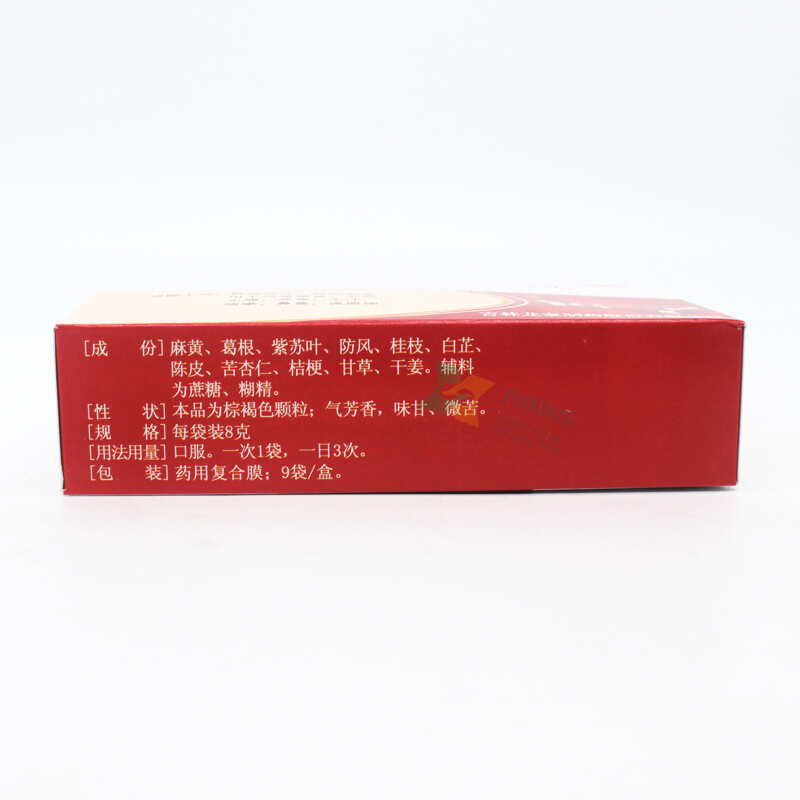 [成 份]麻黄、葛根、紫苏叶、防风、桂枝、白芷、
陈皮、苦杏仁、桔梗、甘草、干姜。辅料
为蔗糖、糊精。
[性 状]本品为棕褐色颗粒；气芳香，味甘、微苦。
[规 格]每袋装8克
[用法用量]口服。一次1袋，一日3次。
[包 装]药用复合膜；9袋/盒。